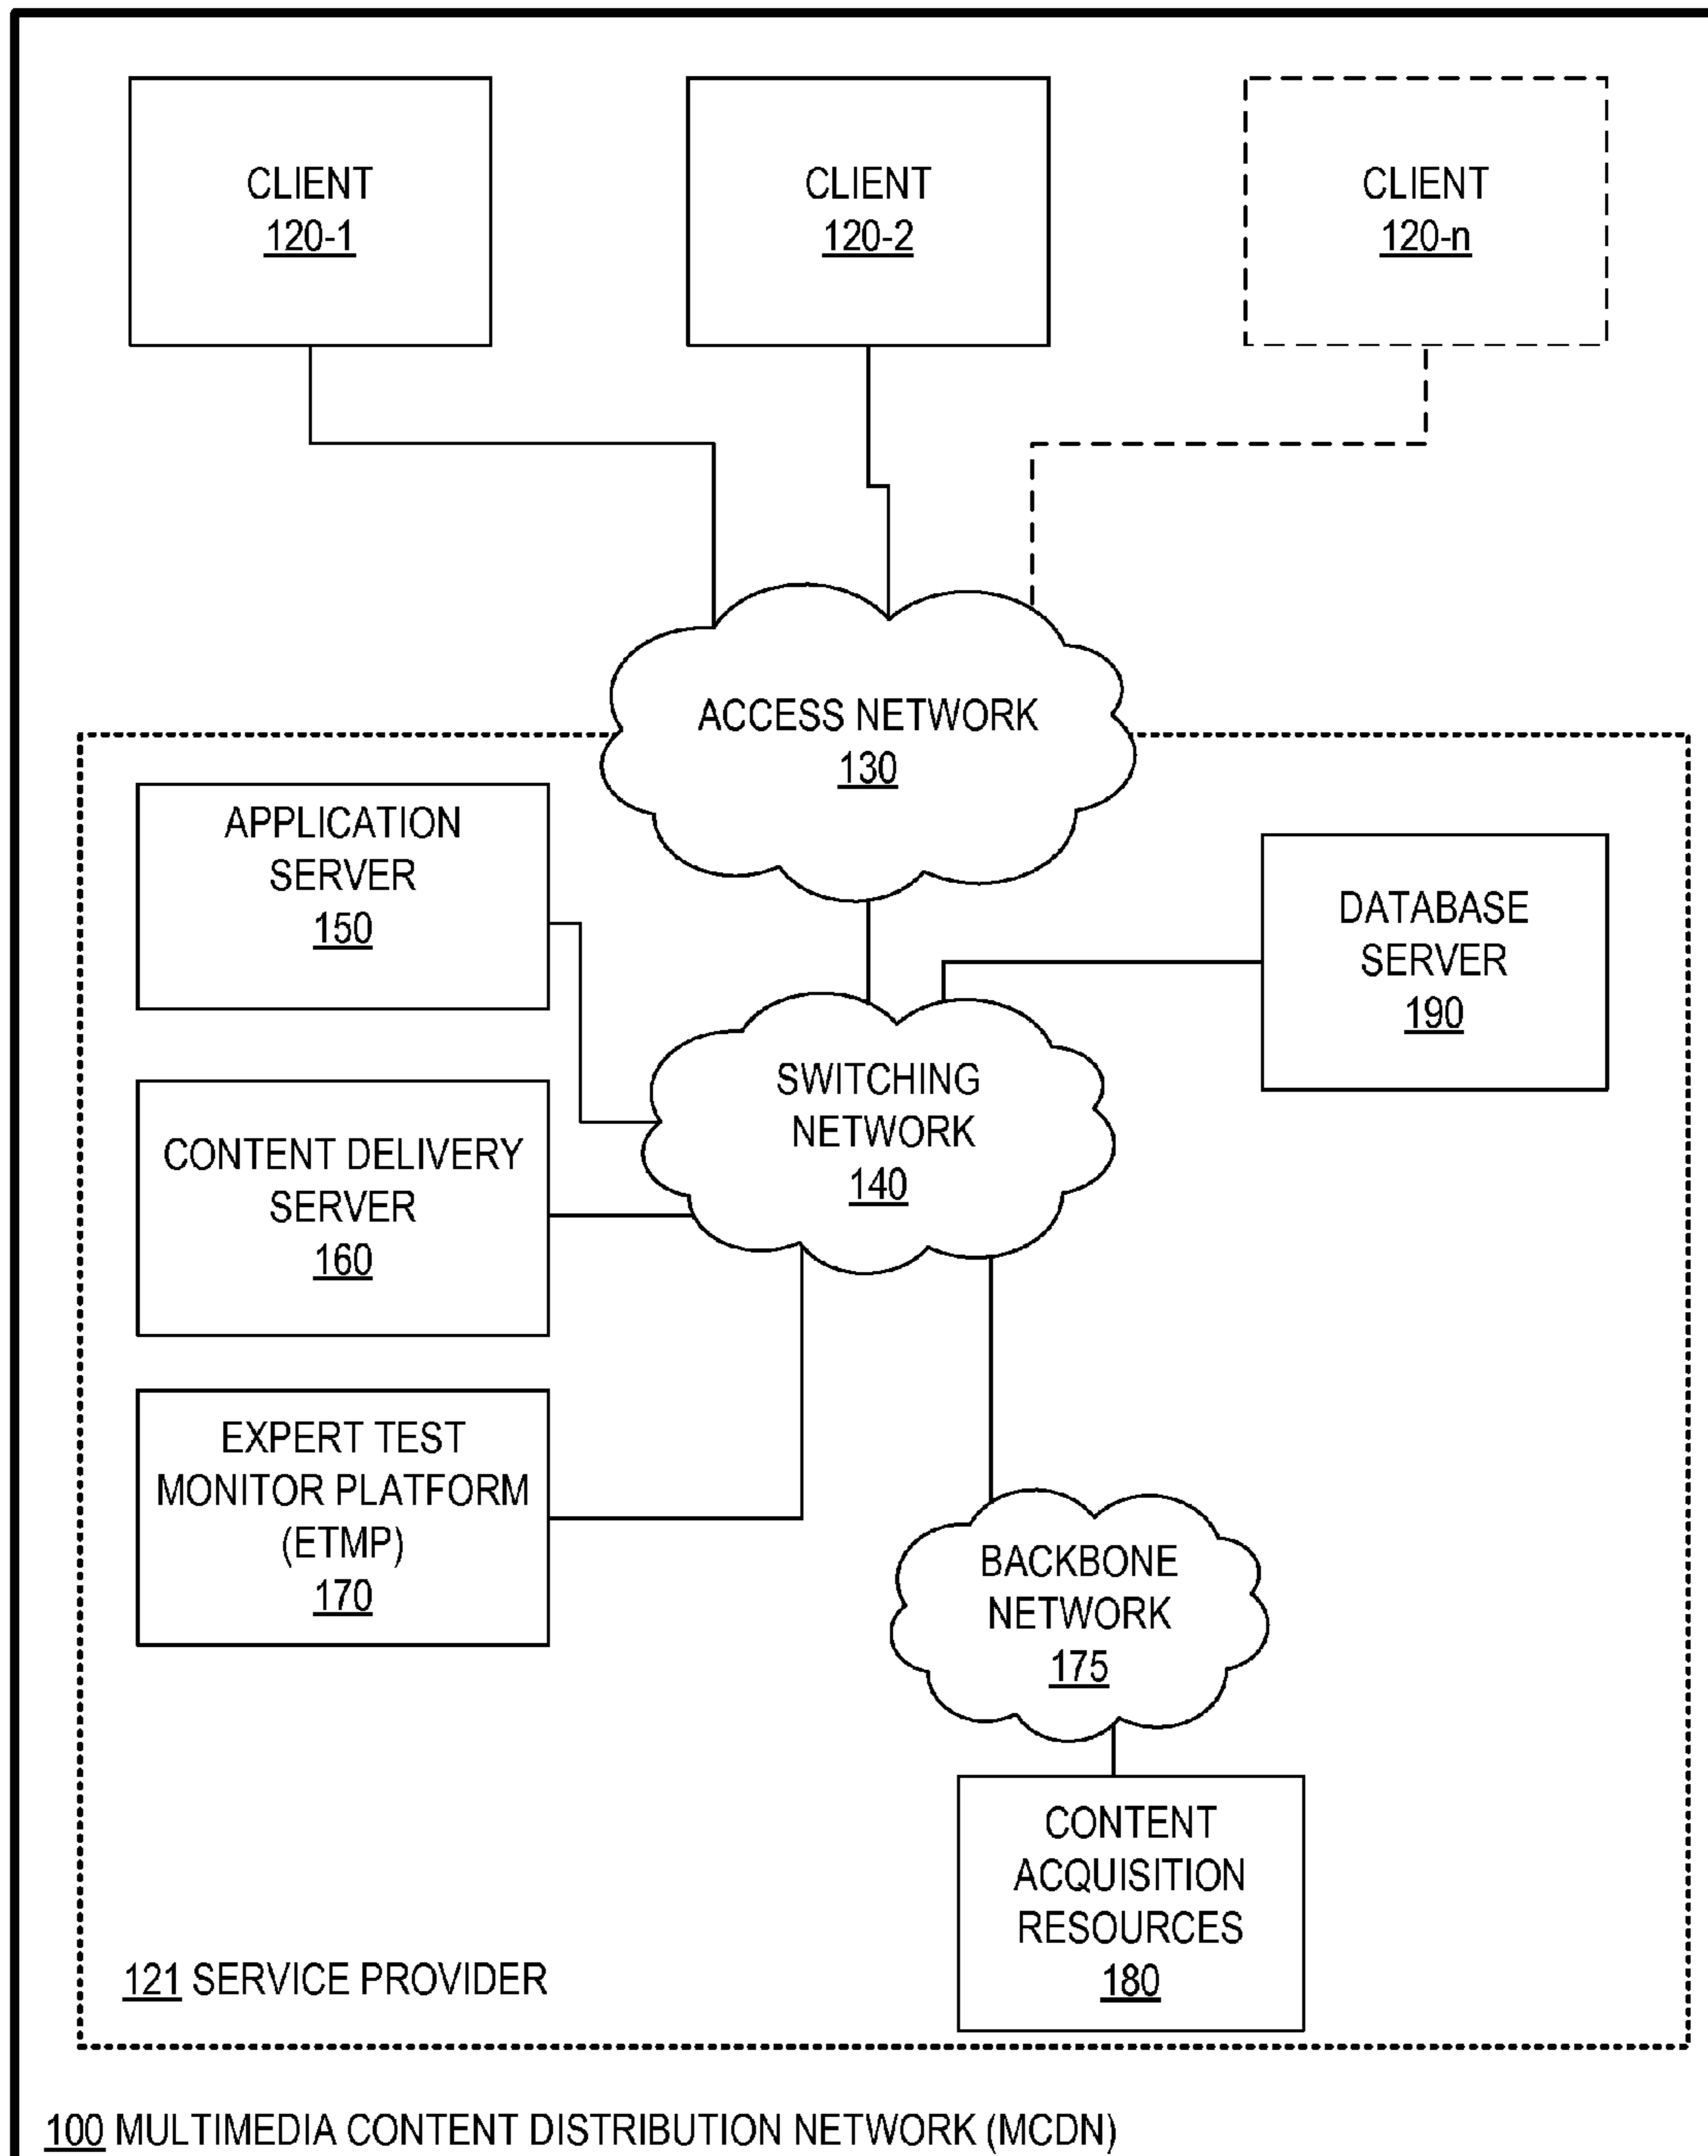 CLIENT
120-1
CLIENT
120-2
CLIENT
120-n
ACCESS NETWORK
130
APPLICATION
SERVER
150
DATABASE
SERVER
190
SWITCHING
NETWORK
140
CONTENT DELIVERY
SERVER
160
EXPERT TEST
MONITOR PLATFORM
(ETMP)
170
BACKBONE
NETWORK
175
CONTENT
ACQUISITION
RESOURCES
180
121 SERVICE PROVIDER
100 MULTIMEDIA CONTENT DISTRIBUTION NETWORK (MCDN)